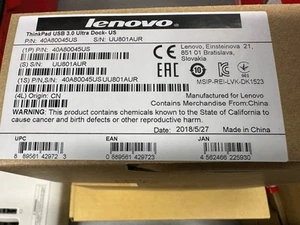 lenovo
ThinkPad USB 3.0 Ultra Dock- US
P/N: 40A80045US S/N: UU801AUR
(1P) P/N: 40A80045US
(S) S/N: UU801AUR
(1S) P/N,S/N: 40A80045USUU801AUR
Lenovo, Einsteinova 21,
851 01 Bratislava,
Slovakia
MSIP-REI-LVK-DK1523
(4L) Origin: CN
Manufactured for Lenovo
Contains Merchandise From:China
WARNING: This product contains chemicals known to the State of California to
cause cancer and birth defects or other reproductive harm.
2018/5/27
UPC
EAN
JAN
8 89561 42972 3
0 889561 429723
4 562466 225930